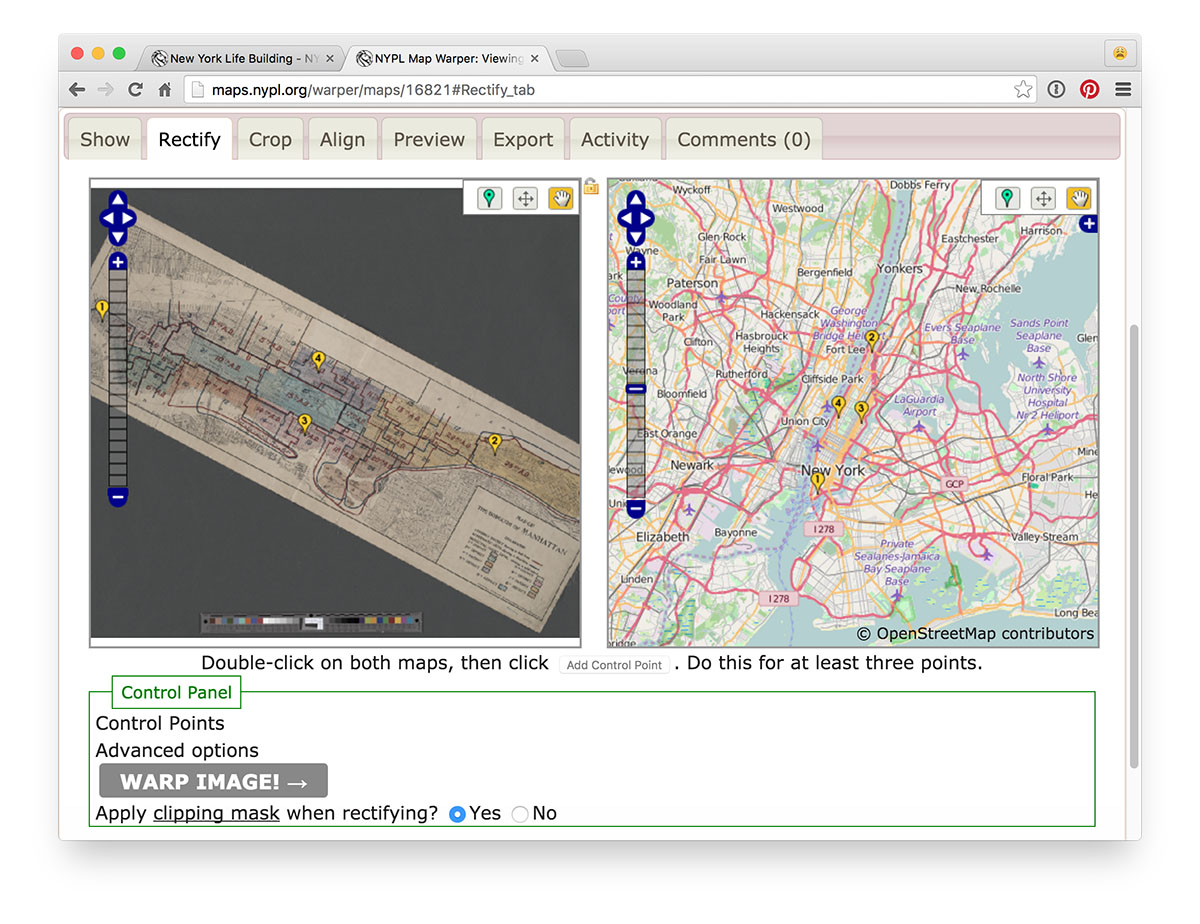 New York Life Building - NY
NYPL Map Warper: Viewing
maps.nypl.org/warper/maps/16821#Rectify_tab
Show Rectify Crop Align Preview Export Activity Comments (0)
1
4
3
2
MAP OF
THE BOROUGH OF MANHATTAN
Wyckoff
Dobbs Ferry
Westwood
Wayne
Glen Rock
Eastchester
Harrison
Fair Lawn
Bergenfield
Yonkers
Paterson
New Rochelle
County
Woodland
Park
Hackensack
George
Washington
Bridge
Evers Seaplane
Base
Sands Point
Seaplane
Base
Clifton
Hasbrouck
Heights
Fort Lee
2
Glen
Verona
Rutherford
Cliffside Park
North Shore
University
Hospital
Nr 2 Heliport
Bloomfield
LaGuardia
Airport
4
3
Union City
East Orange
Newark
New York
1
GCP
Floral Park
I 278
Elizabeth
Bayonne
Private
Sealanes-Jamaica
Bay Seaplane
Base
Valley Stream
Linden
I 278
Long Bea
© OpenStreetMap contributors
Double-click on both maps, then click Add Control Point . Do this for at least three points.
Control Panel
Control Points
Advanced options
WARP IMAGE! →
Apply clipping mask when rectifying? Yes No